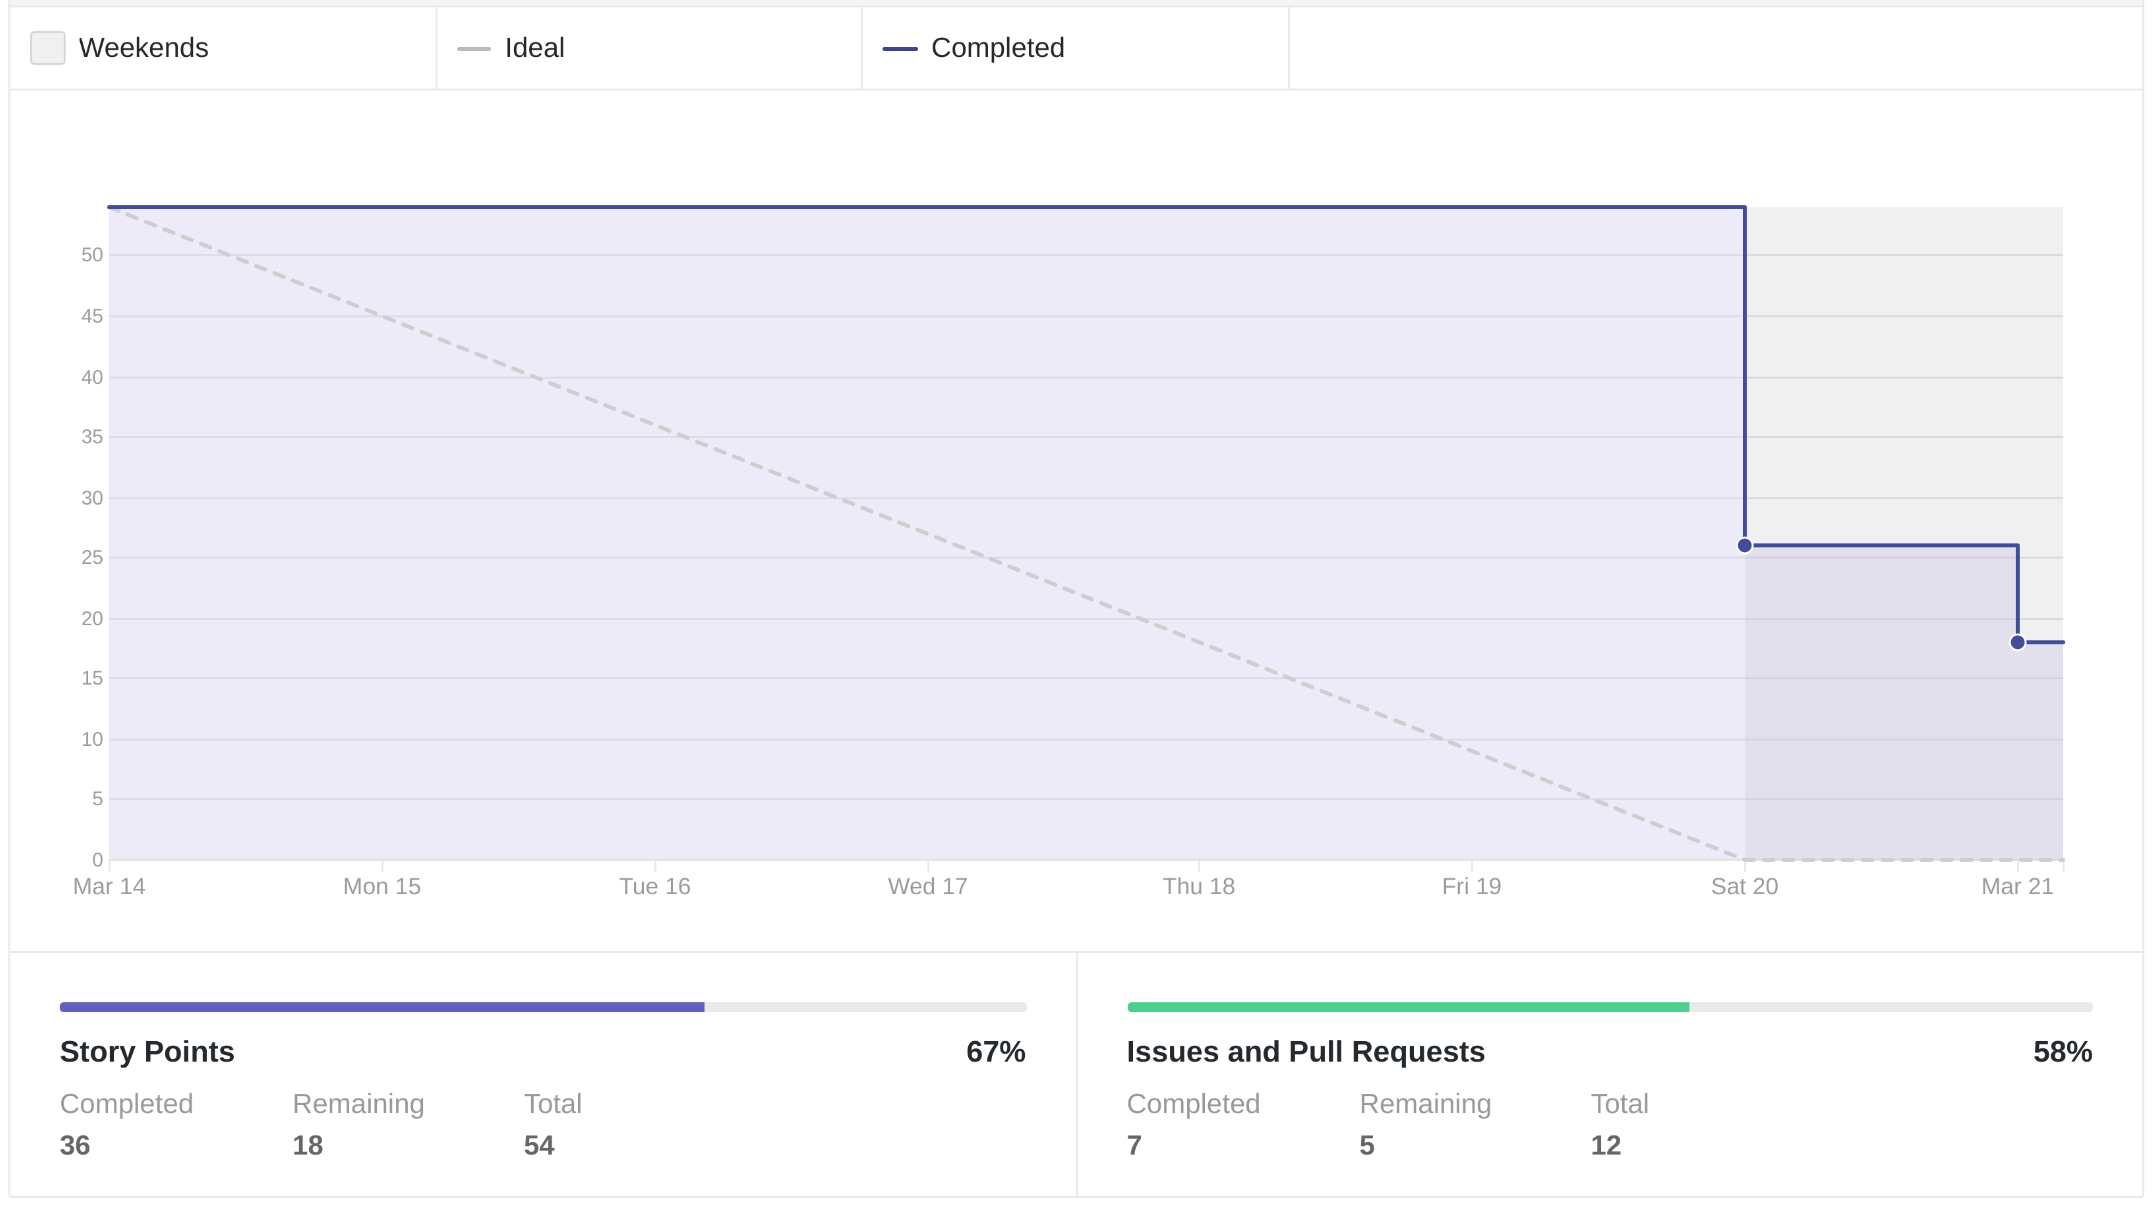 Weekends Ideal Completed
50
45
40
35
30
25
20
15
10
5
0
Mar 14 Mon 15 Tue 16 Wed 17 Thu 18 Fri 19 Sat 20 Mar 21
Story Points 67%
Completed Remaining Total
36 18 54
Issues and Pull Requests 58%
Completed Remaining Total
7 5 12